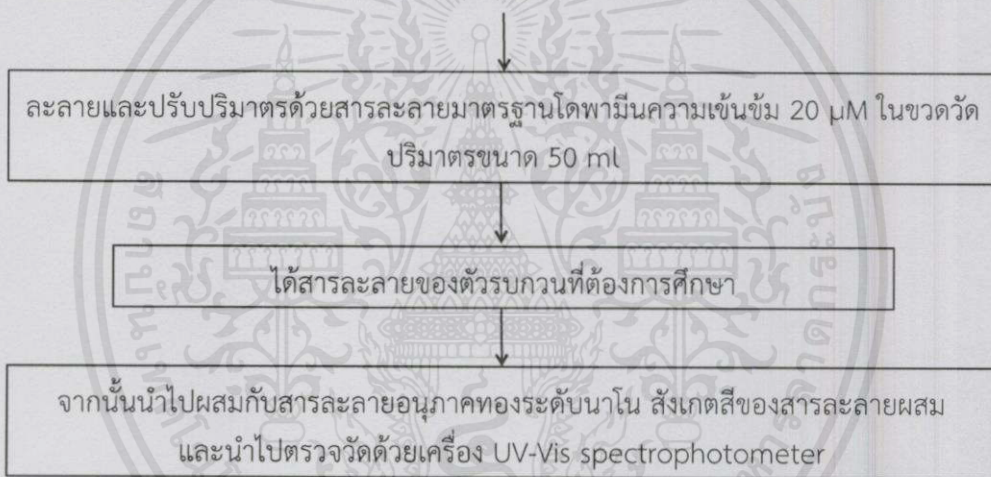 ละลายและปรับปริมาตรด้วยสารละลายมาตรฐานโดพามีนความเข้มข้ม 20 µM ในขวดวัด
ปริมาตรขนาด 50 ml
ได้สารละลายของตัวรบกวนที่ต้องการศึกษา
จากนั้นนำไปผสมกับสารละลายอนุภาคทองระดับนาโน สังเกตสีของสารละลายผสม
และนำไปตรวจวัดด้วยเครื่อง UV-Vis spectrophotometer